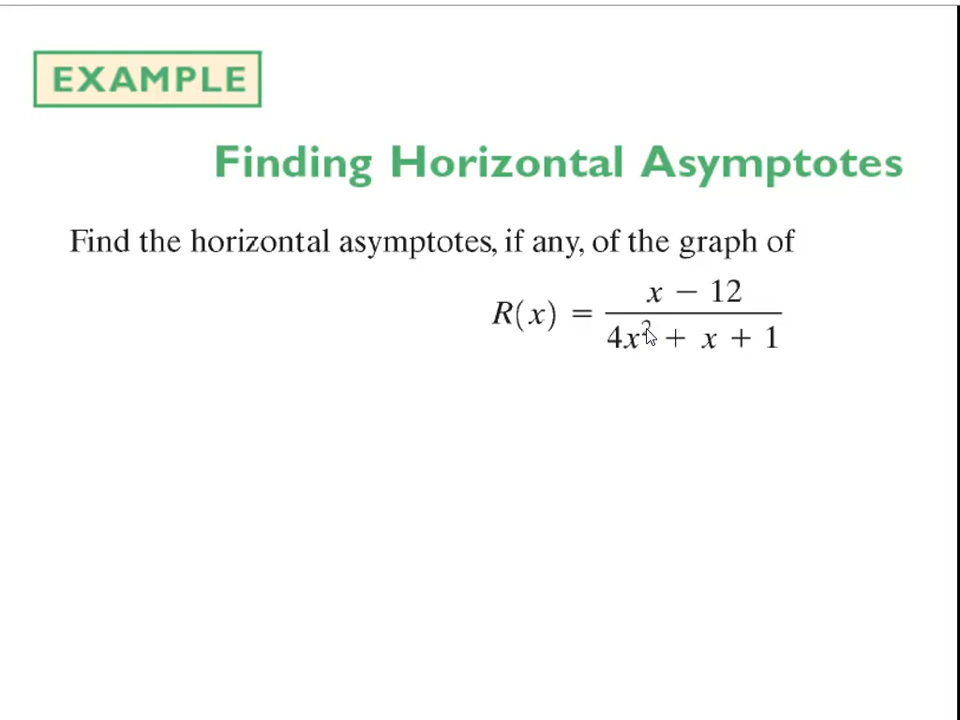 EXAMPLE
Finding Horizontal Asymptotes
Find the horizontal asymptotes, if any, of the graph of
R(x) = (x − 12) / (4x² + x + 1)